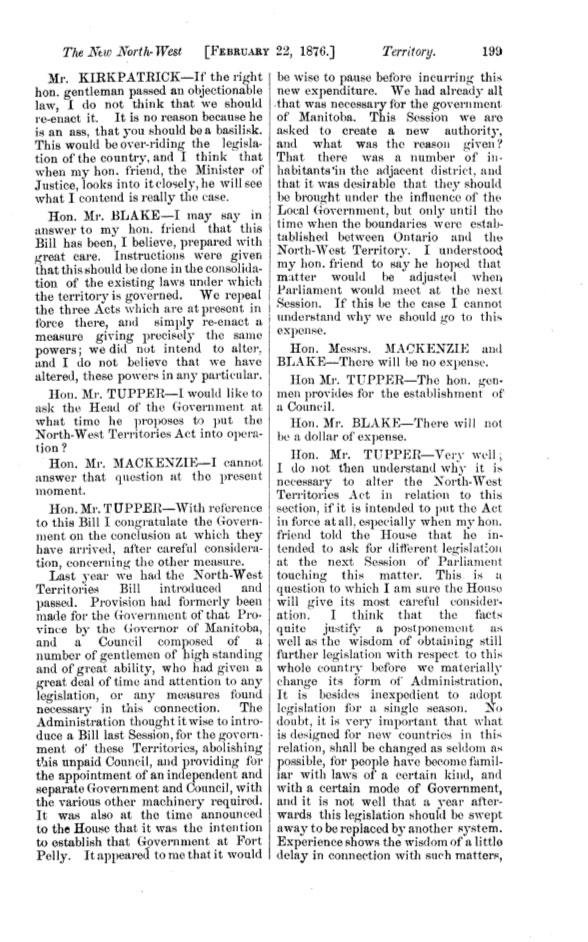 The New North-West [FEBRUARY 22, 1876.] Territory. 199
Mr. KIRKPATRICK—If the right
hon. gentleman passed an objectionable
law, I do not think that we should
re-enact it. It is no reason because he
is an ass, that you should be a basilisk.
This would be over-riding the legisla-
tion of the country, and I think that
when my hon. friend, the Minister of
Justice, looks into it closely, he will see
what I contend is really the case.
Hon. Mr. BLAKE—I may say in
answer to my hon. friend that this
Bill has been, I believe, prepared with
great care. Instructions were given
that this should be done in the consolida-
tion of the existing laws under which
the territory is governed. We repeal
the three Acts which are at present in
force there, and simply re-enact a
measure giving precisely the same
powers; we did not intend to alter,
and I do not believe that we have
altered, these powers in any particular.
Hon. Mr. TUPPER—I would like to
ask the Head of the Government at
what time he proposes to put the
North-West Territories Act into opera-
tion ?
Hon. Mr. MACKENZIE—I cannot
answer that question at the present
moment.
Hon. Mr. TUPPER—With reference
to this Bill I congratulate the Govern-
ment on the conclusion at which they
have arrived, after careful considera-
tion, concerning the other measure.
Last year we had the North-West
Territories Bill introduced and
passed. Provision had formerly been
made for the Government of that Pro-
vince by the Governor of Manitoba,
and a Council composed of a
number of gentlemen of high standing
and of great ability, who had given a
great deal of time and attention to any
legislation, or any measures found
necessary in this connection. The
Administration thought it wise to intro-
duce a Bill last Session, for the govern-
ment of these Territories, abolishing
this unpaid Council, and providing for
the appointment of an independent and
separate Government and Council, with
the various other machinery required.
It was also at the time announced
to the House that it was the intention
to establish that Government at Fort
Pelly. It appeared to me that it would
be wise to pause before incurring this
new expenditure. We had already all
that was necessary for the government
of Manitoba. This Session we are
asked to create a new authority,
and what was the reason given?
That there was a number of in-
habitants in the adjacent district, and
that it was desirable that they should
be brought under the influence of the
Local Government, but only until the
time when the boundaries were estab-
tablished between Ontario and the
North-West Territory. I understood
my hon. friend to say he hoped that
matter would be adjusted when
Parliament would meet at the next
Session. If this be the case I cannot
understand why we should go to this
expense.
Hon. Messrs. MACKENZIE and
BLAKE—There will be no expense.
Hon Mr. TUPPER—The hon. gen-
men provides for the establishment of
a Council.
Hon. Mr. BLAKE—There will not
be a dollar of expense.
Hon. Mr. TUPPER—Very well;
I do not then understand why it is
necessary to alter the North-West
Territories Act in relation to this
section, if it is intended to put the Act
in force at all, especially when my hon.
friend told the House that he in-
tended to ask for different legislation
at the next Session of Parliament
touching this matter. This is a
question to which I am sure the House
will give its most careful consider-
ation. I think that the facts
quite justify a postponement as
well as the wisdom of obtaining still
further legislation with respect to this
whole country before we materially
change its form of Administration.
It is besides inexpedient to adopt
legislation for a single season. No
doubt, it is very important that what
is designed for new countries in this
relation, shall be changed as seldom as
possible, for people have become famil-
iar with laws of a certain kind, and
with a certain mode of Government,
and it is not well that a year after-
wards this legislation should be swept
away to be replaced by another system.
Experience shows the wisdom of a little
delay in connection with such matters,